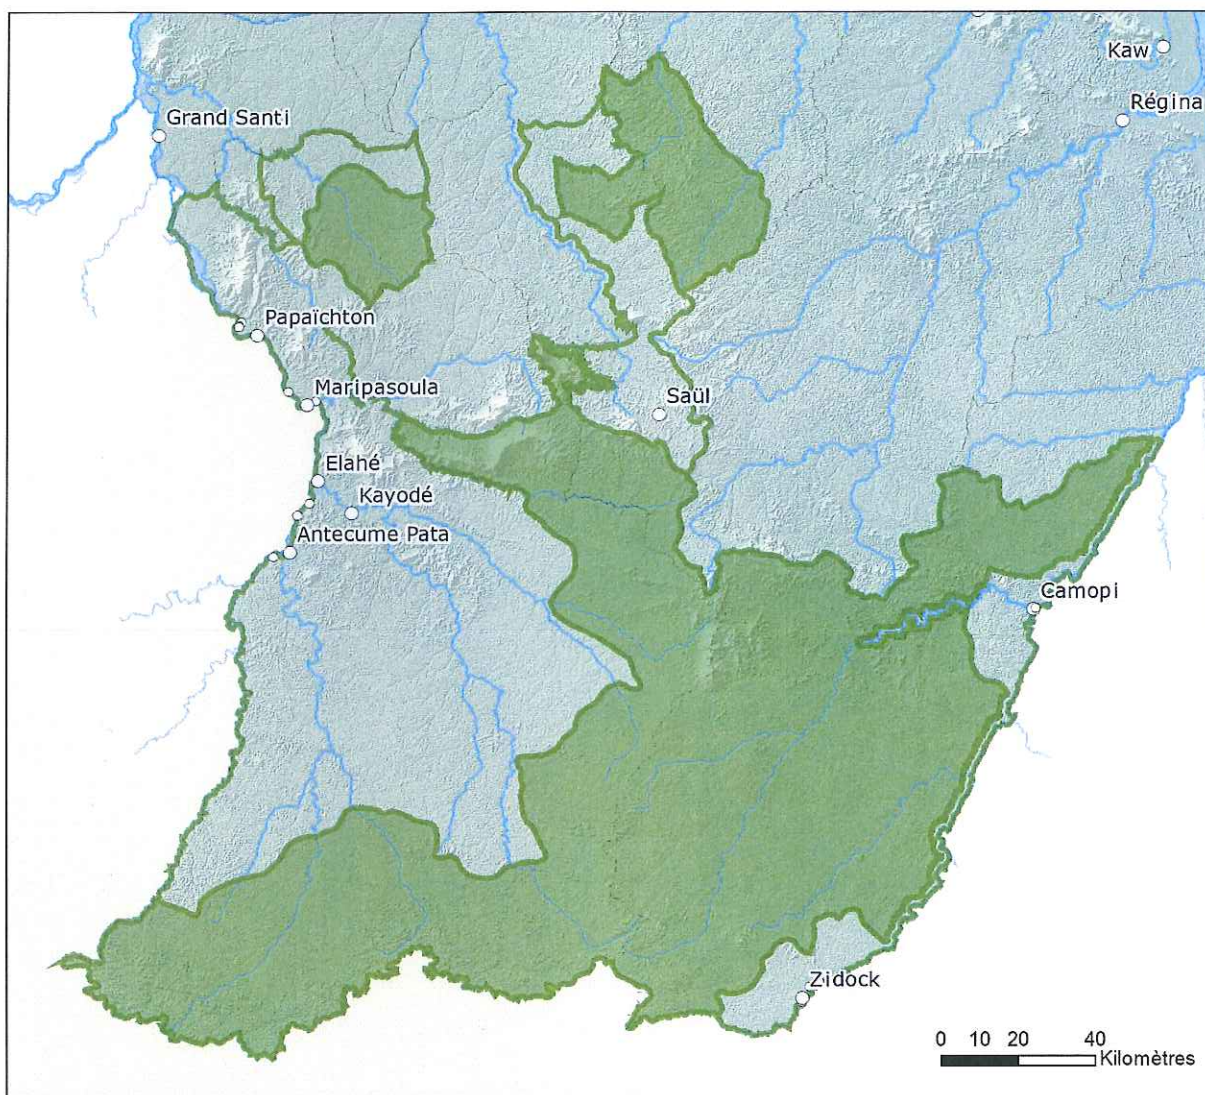 Kaw
Régina
Grand Santi
Papaïchton
Maripasoula
Saül
Elahé
Kayodé
Antecume Pata
Camopi
Zidock
0 10 20 40
Kilomètres